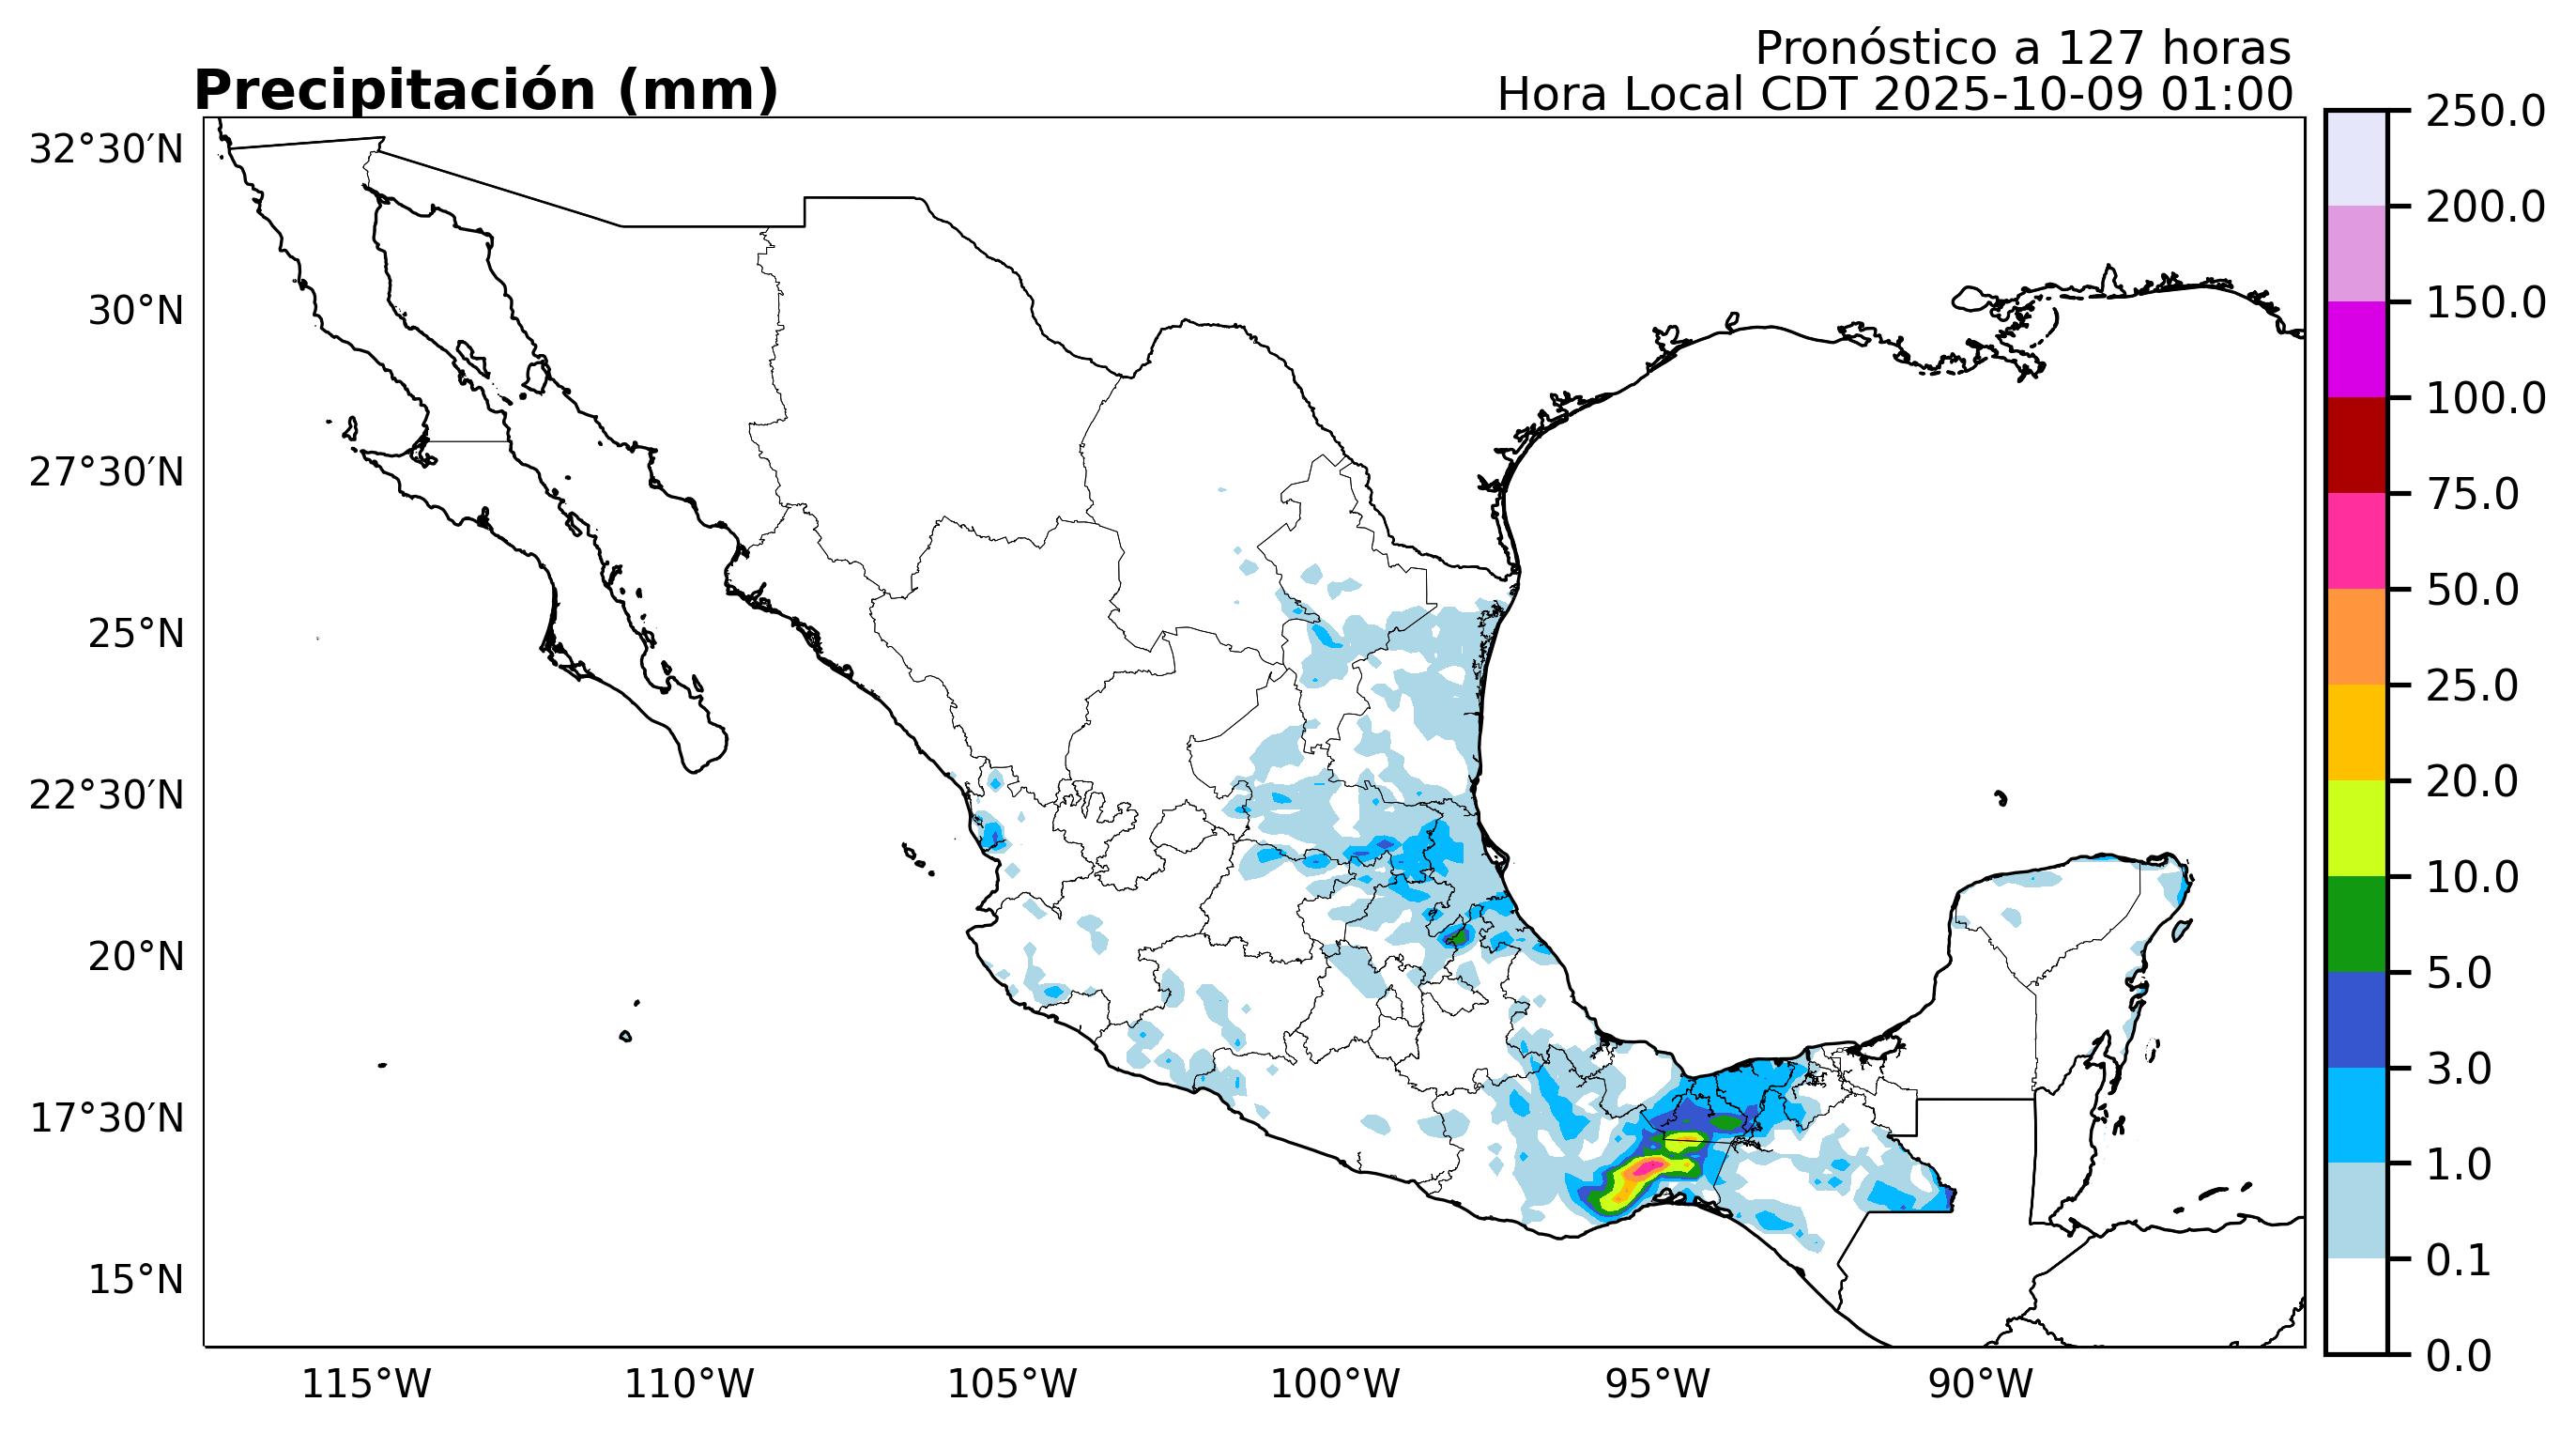 Pronóstico a 127 horas
Precipitación (mm)
Hora Local CDT 2025-10-09 01:00
32°30′N
30°N
27°30′N
25°N
22°30′N
20°N
17°30′N
15°N
115°W
110°W
105°W
100°W
95°W
90°W
250.0
200.0
150.0
100.0
75.0
50.0
25.0
20.0
10.0
5.0
3.0
1.0
0.1
0.0